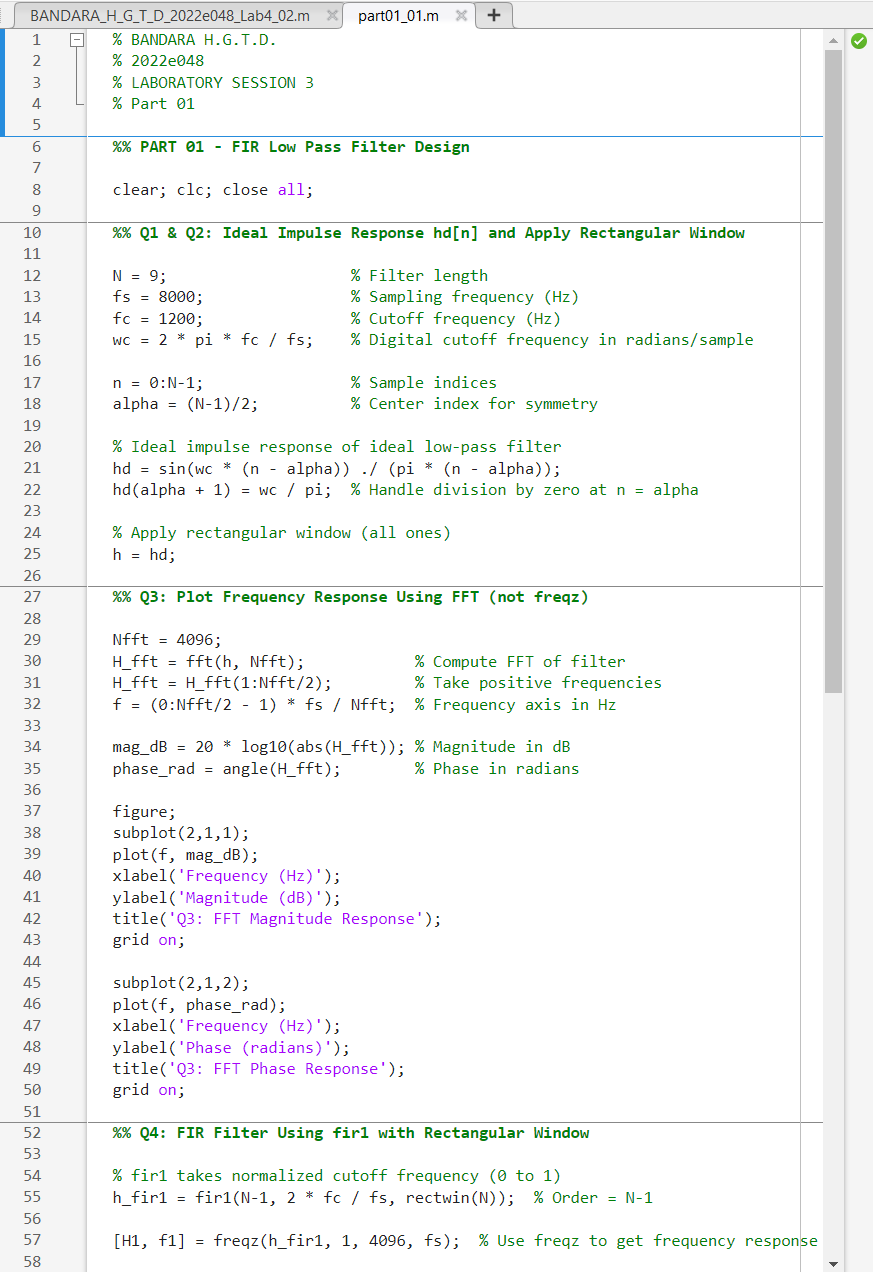 BANDARA_H_G_T_D_2022e048_Lab4_02.m × part01_01.m × +
1 % BANDARA H.G.T.D.
2 % 2022e048
3 % LABORATORY SESSION 3
4 % Part 01
5
6 %% PART 01 - FIR Low Pass Filter Design
7
8 clear; clc; close all;
9
10 %% Q1 & Q2: Ideal Impulse Response hd[n] and Apply Rectangular Window
11
12 N = 9; % Filter length
13 fs = 8000; % Sampling frequency (Hz)
14 fc = 1200; % Cutoff frequency (Hz)
15 wc = 2 * pi * fc / fs; % Digital cutoff frequency in radians/sample
16
17 n = 0:N-1; % Sample indices
18 alpha = (N-1)/2; % Center index for symmetry
19
20 % Ideal impulse response of ideal low-pass filter
21 hd = sin(wc * (n - alpha)) ./ (pi * (n - alpha));
22 hd(alpha + 1) = wc / pi; % Handle division by zero at n = alpha
23
24 % Apply rectangular window (all ones)
25 h = hd;
26
27 %% Q3: Plot Frequency Response Using FFT (not freqz)
28
29 Nfft = 4096;
30 H_fft = fft(h, Nfft); % Compute FFT of filter
31 H_fft = H_fft(1:Nfft/2); % Take positive frequencies
32 f = (0:Nfft/2 - 1) * fs / Nfft; % Frequency axis in Hz
33
34 mag_dB = 20 * log10(abs(H_fft)); % Magnitude in dB
35 phase_rad = angle(H_fft); % Phase in radians
36
37 figure;
38 subplot(2,1,1);
39 plot(f, mag_dB);
40 xlabel('Frequency (Hz)');
41 ylabel('Magnitude (dB)');
42 title('Q3: FFT Magnitude Response');
43 grid on;
44
45 subplot(2,1,2);
46 plot(f, phase_rad);
47 xlabel('Frequency (Hz)');
48 ylabel('Phase (radians)');
49 title('Q3: FFT Phase Response');
50 grid on;
51
52 %% Q4: FIR Filter Using fir1 with Rectangular Window
53
54 % fir1 takes normalized cutoff frequency (0 to 1)
55 h_fir1 = fir1(N-1, 2 * fc / fs, rectwin(N)); % Order = N-1
56
57 [H1, f1] = freqz(h_fir1, 1, 4096, fs); % Use freqz to get frequency response
58